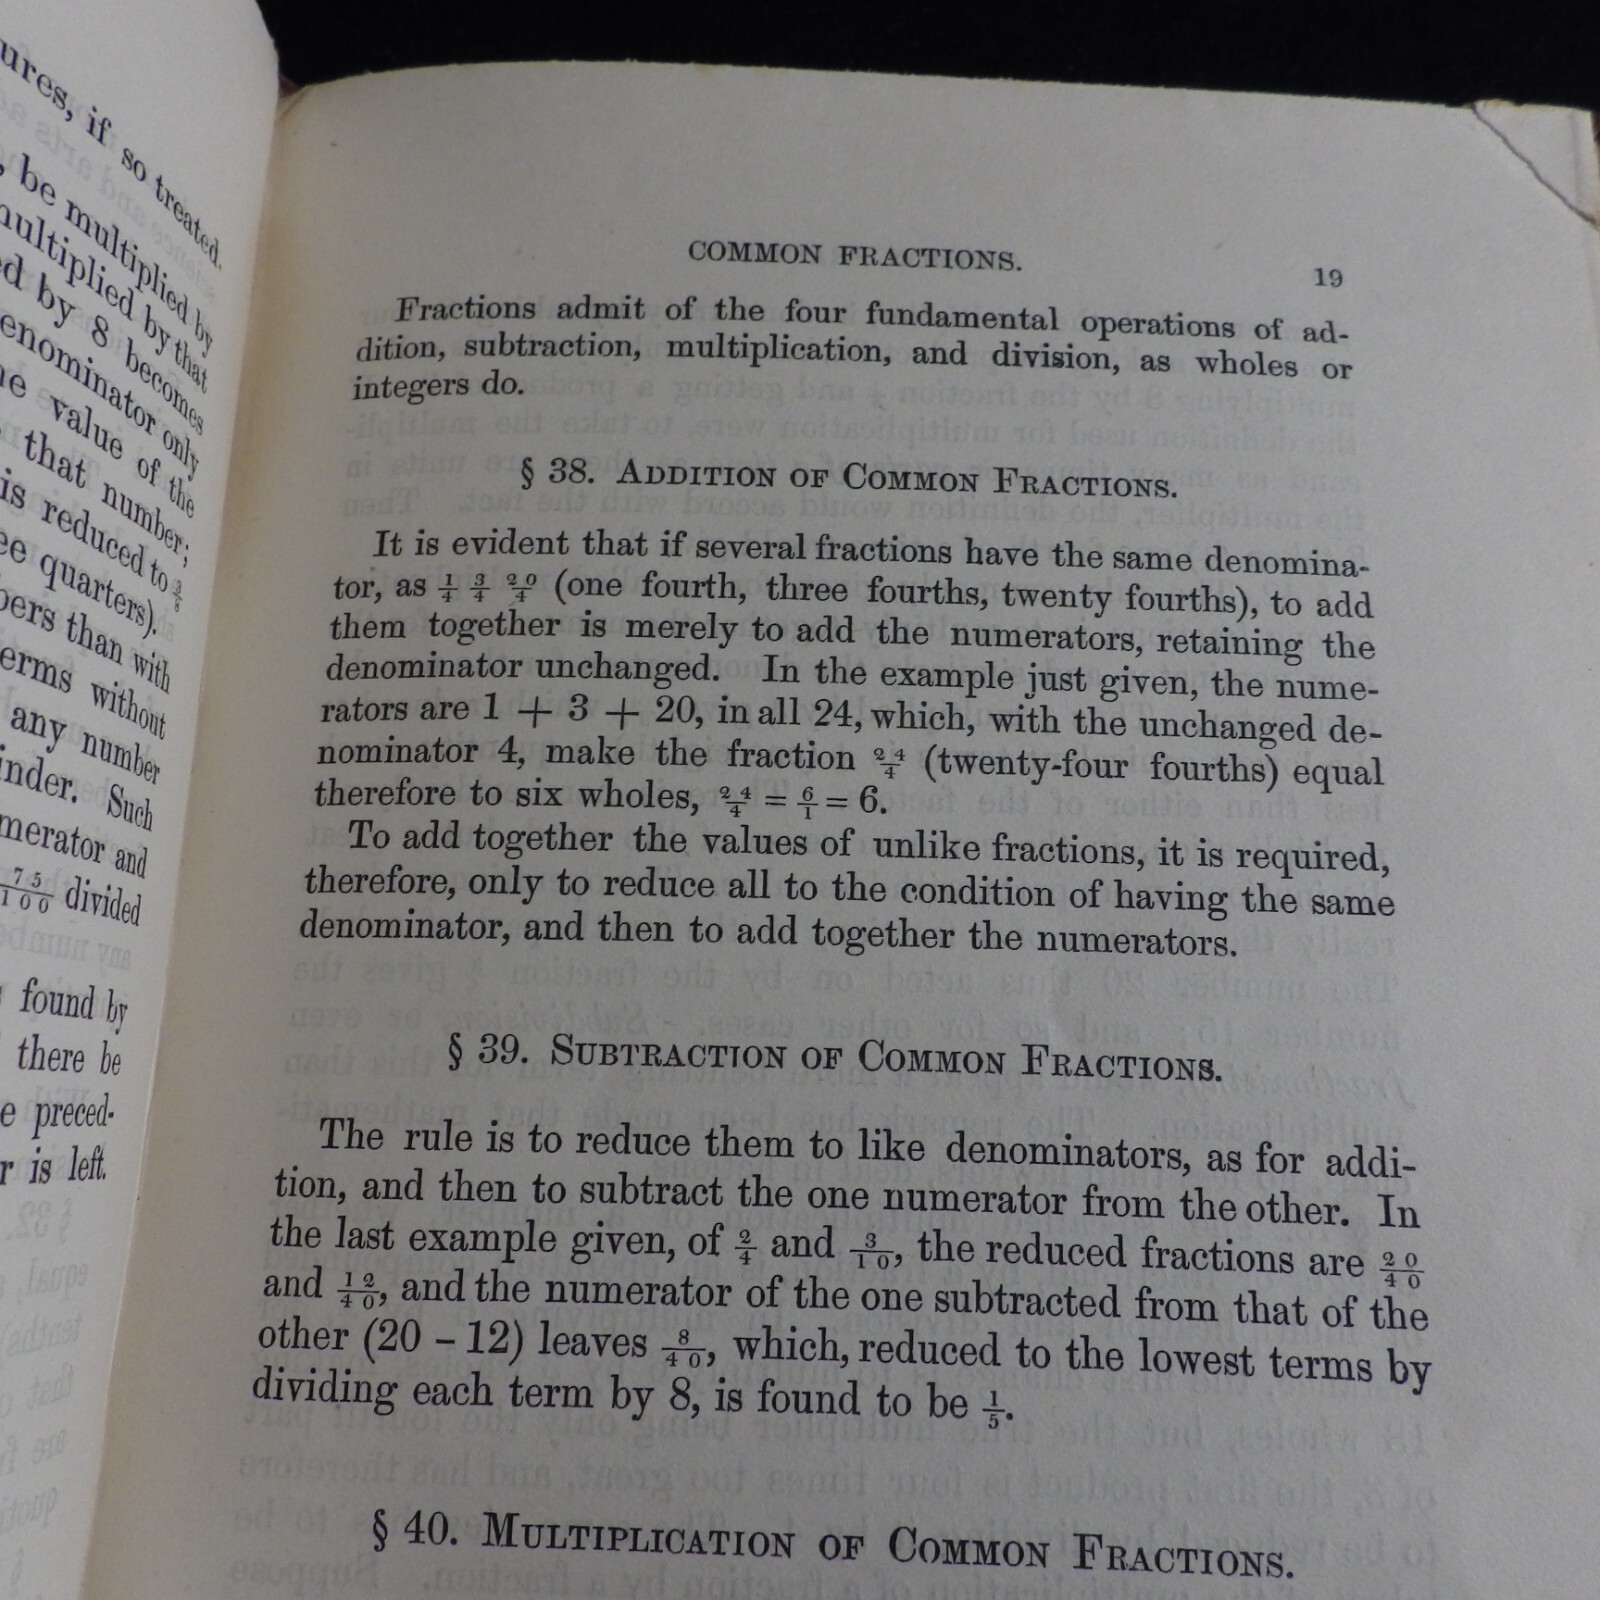 ures, if so treated.
be multiplied by
multiplied by that
ed by 8 becomes
enominator only
value of the
that number;
is reduced to
ee quarters).
bers than with
erms without
any number
inder. Such
merator and
75/100 divided
found by
there be
e preced-
r is left.
COMMON FRACTIONS. 19
Fractions admit of the four fundamental operations of ad-
dition, subtraction, multiplication, and division, as wholes or
integers do.
§ 38. ADDITION OF COMMON FRACTIONS.
It is evident that if several fractions have the same denomina-
tor, as 1/4 3/4 20/4 (one fourth, three fourths, twenty fourths), to add
them together is merely to add the numerators, retaining the
denominator unchanged. In the example just given, the nume-
rators are 1 + 3 + 20, in all 24, which, with the unchanged de-
nominator 4, make the fraction 24/4 (twenty-four fourths) equal
therefore to six wholes, 24/4 = 6/1 = 6.
To add together the values of unlike fractions, it is required,
therefore, only to reduce all to the condition of having the same
denominator, and then to add together the numerators.
§ 39. SUBTRACTION OF COMMON FRACTIONS.
The rule is to reduce them to like denominators, as for addi-
tion, and then to subtract the one numerator from the other. In
the last example given, of 2/4 and 3/10, the reduced fractions are 20/40
and 12/40, and the numerator of the one subtracted from that of the
other (20 - 12) leaves 8/40, which, reduced to the lowest terms by
dividing each term by 8, is found to be 1/5.
§ 40. MULTIPLICATION OF COMMON FRACTIONS.